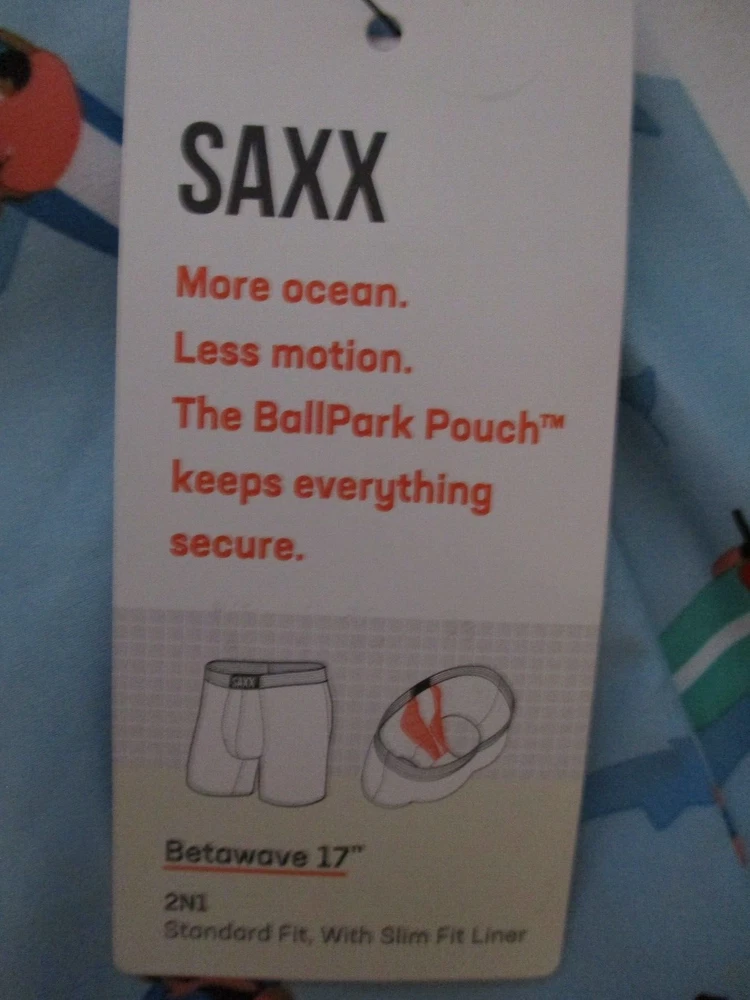 SAXX
More ocean.
Less motion.
The BallPark Pouch™
keeps everything
secure.
SAXX
Betawave 17"
2N1
Standard Fit, With Slim Fit Liner